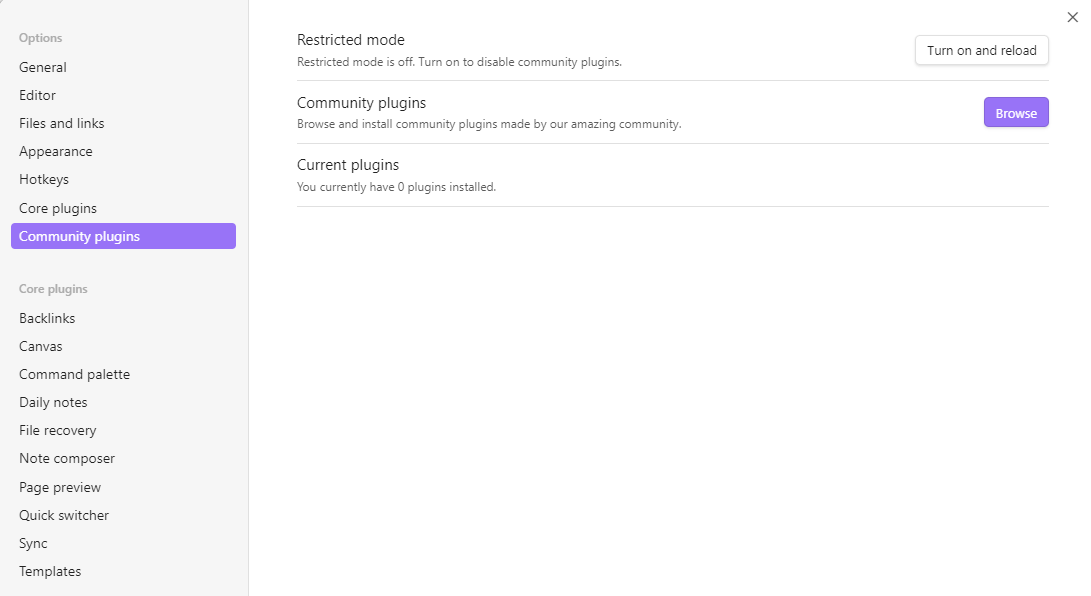 Options
General
Editor
Files and links
Appearance
Hotkeys
Core plugins
Community plugins
Core plugins
Backlinks
Canvas
Command palette
Daily notes
File recovery
Note composer
Page preview
Quick switcher
Sync
Templates
Restricted mode
Restricted mode is off. Turn on to disable community plugins.
Turn on and reload
Community plugins
Browse and install community plugins made by our amazing community.
Browse
Current plugins
You currently have 0 plugins installed.